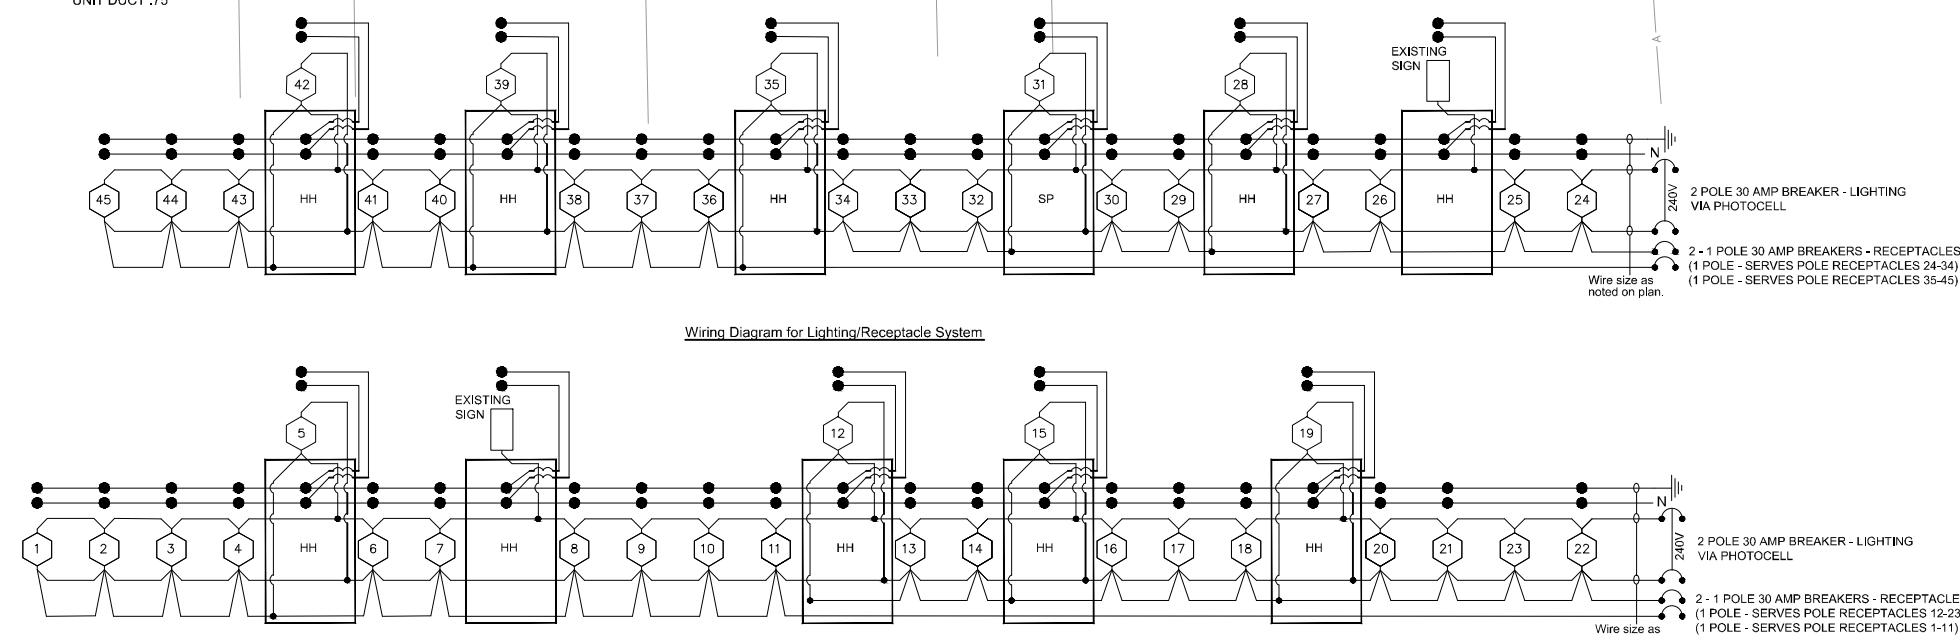 UNIT DUCT .75
42
39
35
31
28
EXISTING
SIGN
A
N
45
44
43
HH
41
40
HH
38
37
36
HH
34
33
32
SP
30
29
HH
27
26
HH
25
24
240V
2 POLE 30 AMP BREAKER - LIGHTING
VIA PHOTOCELL
2 - 1 POLE 30 AMP BREAKERS - RECEPTACLES
(1 POLE - SERVES POLE RECEPTACLES 24-34)
(1 POLE - SERVES POLE RECEPTACLES 35-45)
Wire size as
noted on plan.
Wiring Diagram for Lighting/Receptacle System
5
EXISTING
SIGN
12
15
19
N
1
2
3
4
HH
6
7
HH
8
9
10
11
HH
13
14
HH
16
17
18
HH
20
21
23
22
240V
2 POLE 30 AMP BREAKER - LIGHTING
VIA PHOTOCELL
2 - 1 POLE 30 AMP BREAKERS - RECEPTACLE
(1 POLE - SERVES POLE RECEPTACLES 12-23
(1 POLE - SERVES POLE RECEPTACLES 1-11)
Wire size as